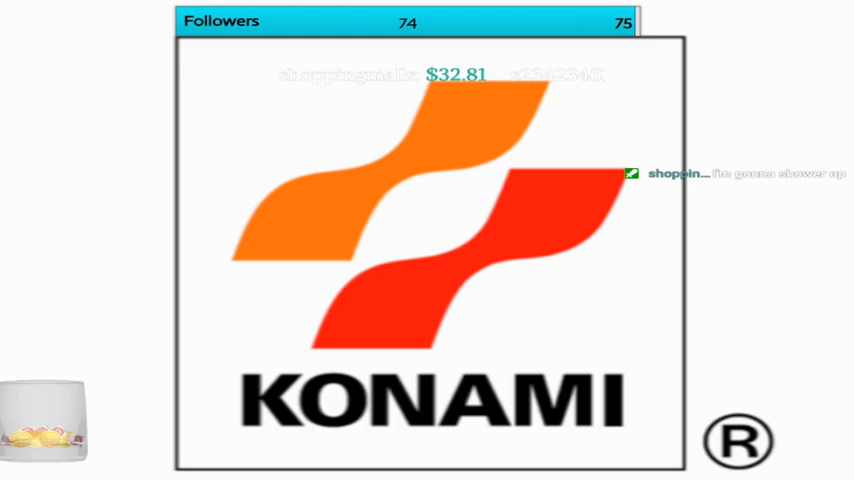 Followers 74 75
shoppingmalls: $32.81
shoppin... I'm gonna shower up
KONAMI
®